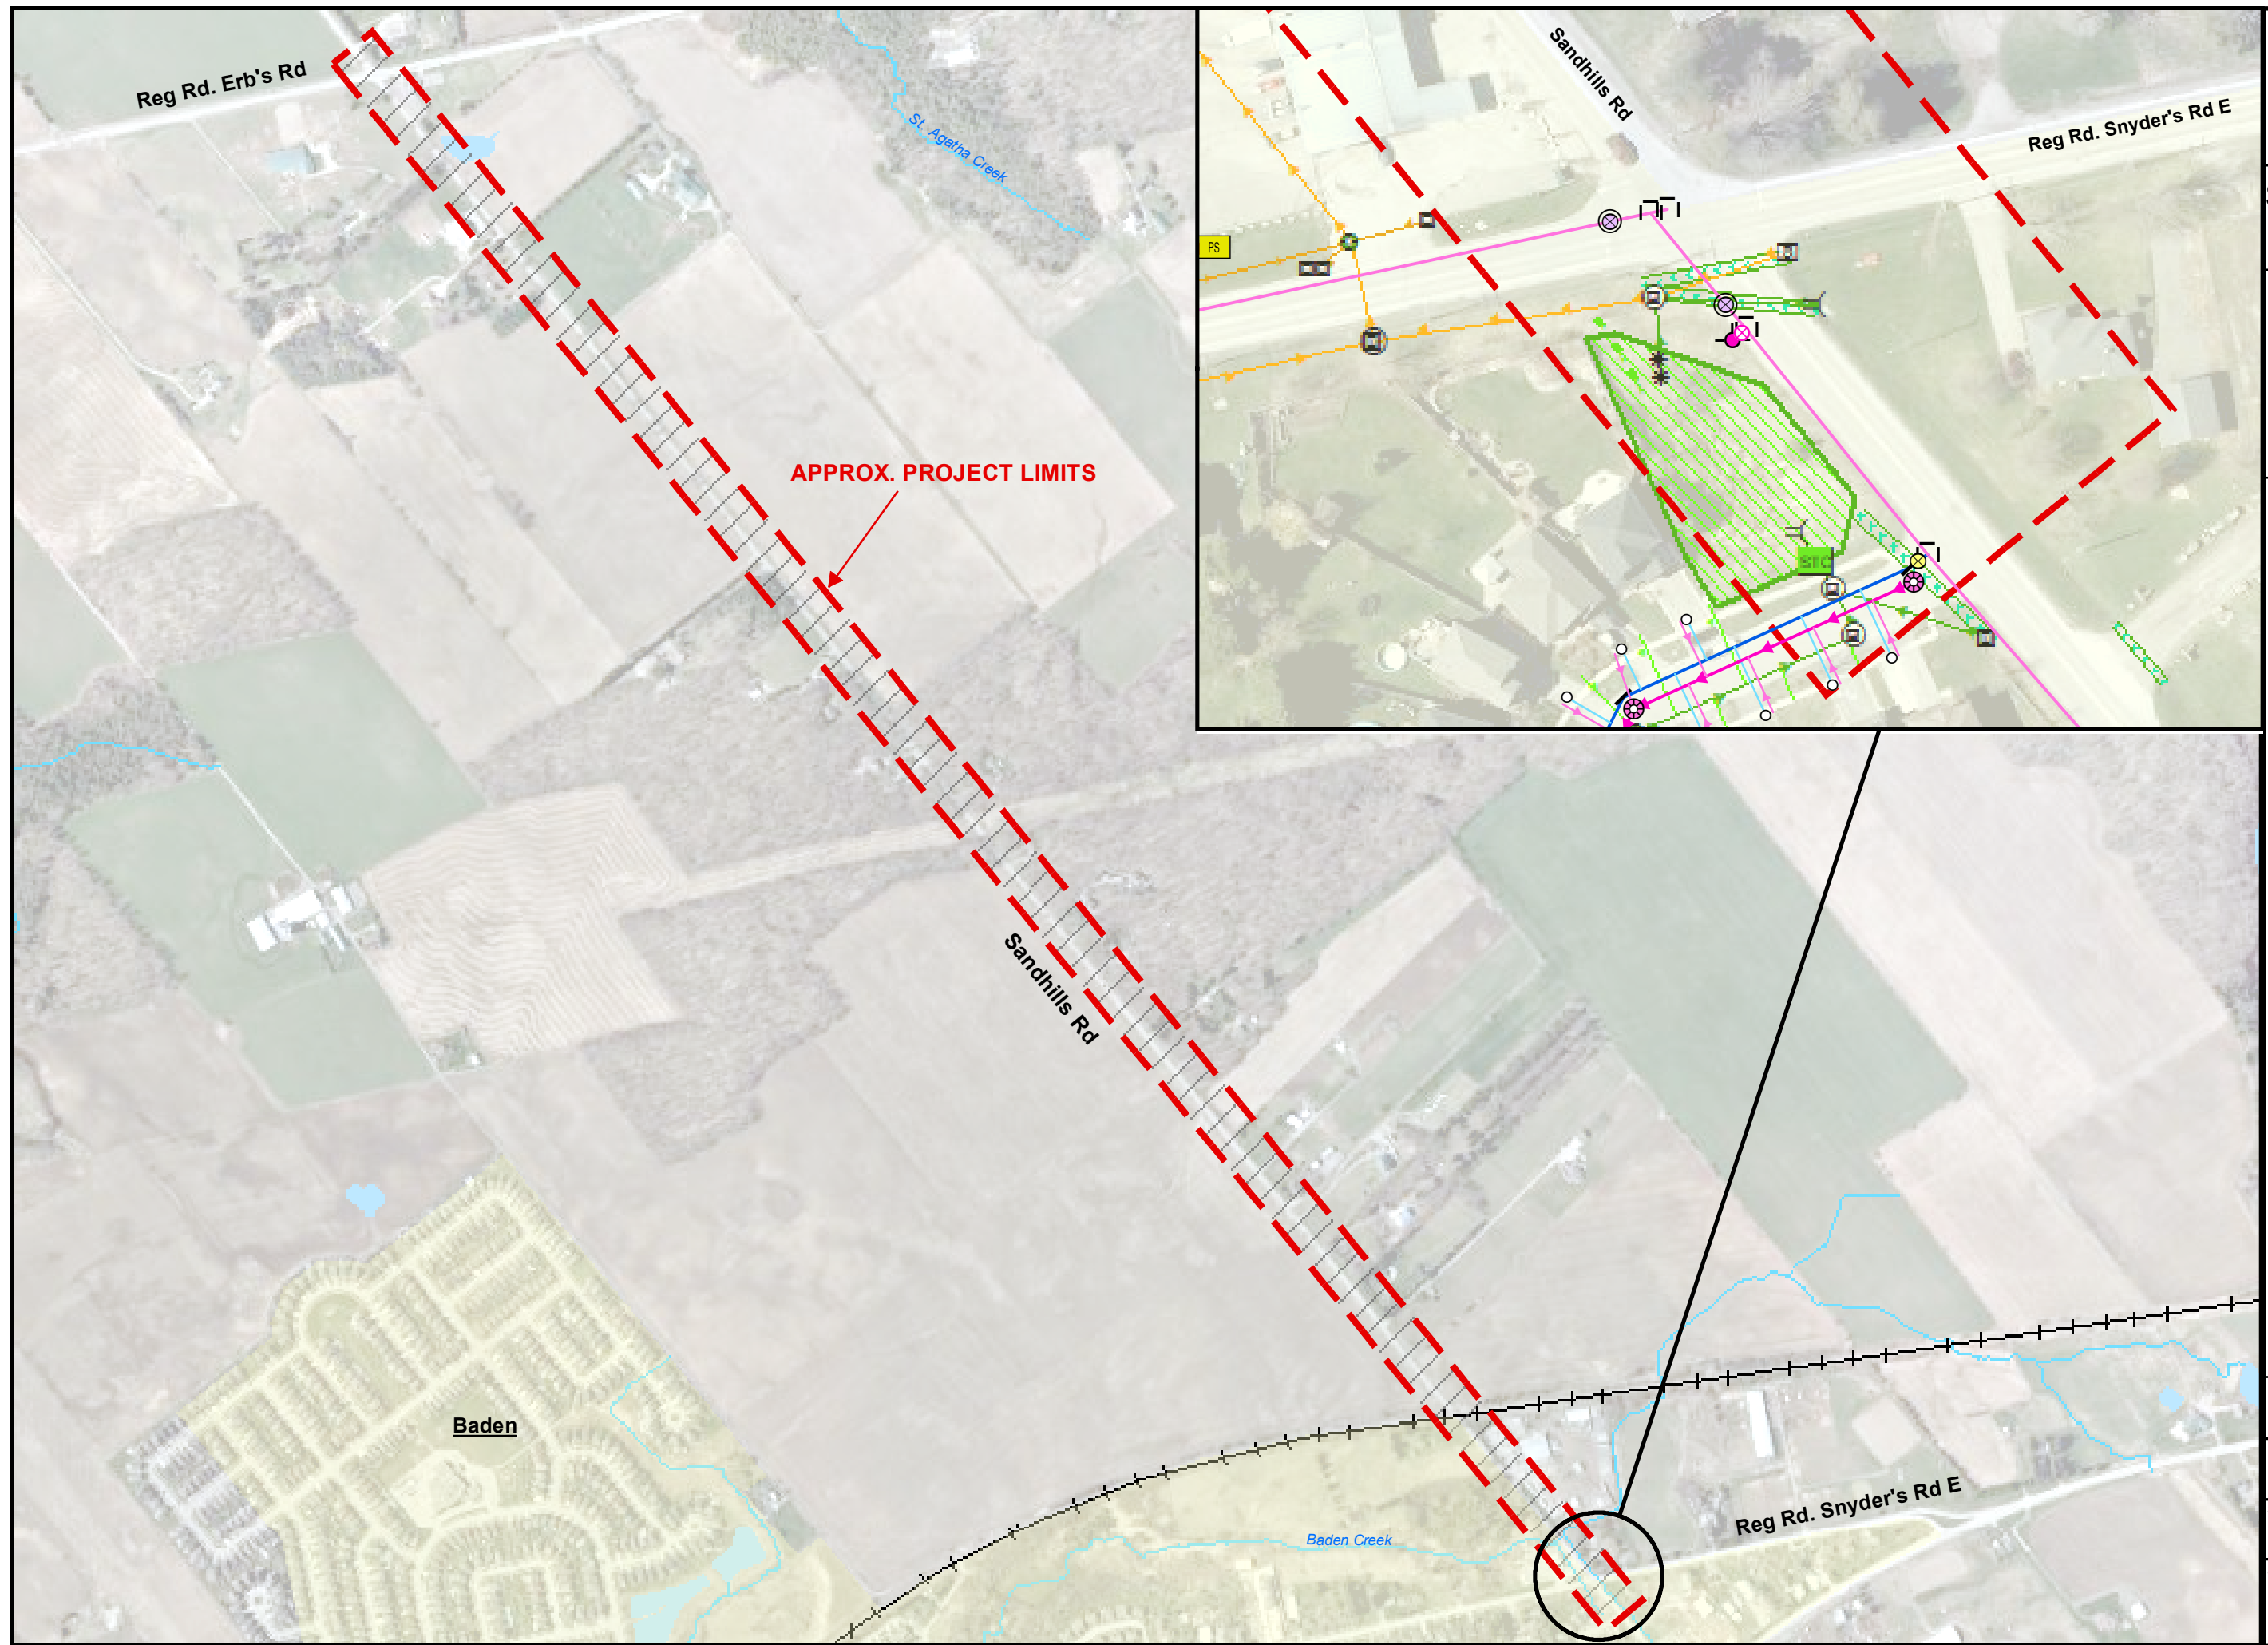 Reg Rd. Erb's Rd
St. Agatha Creek
Sandhills Rd
Reg Rd. Snyder's Rd E
PS
STC
APPROX. PROJECT LIMITS
Sandhills Rd
Baden
Baden Creek
Reg Rd. Snyder's Rd E